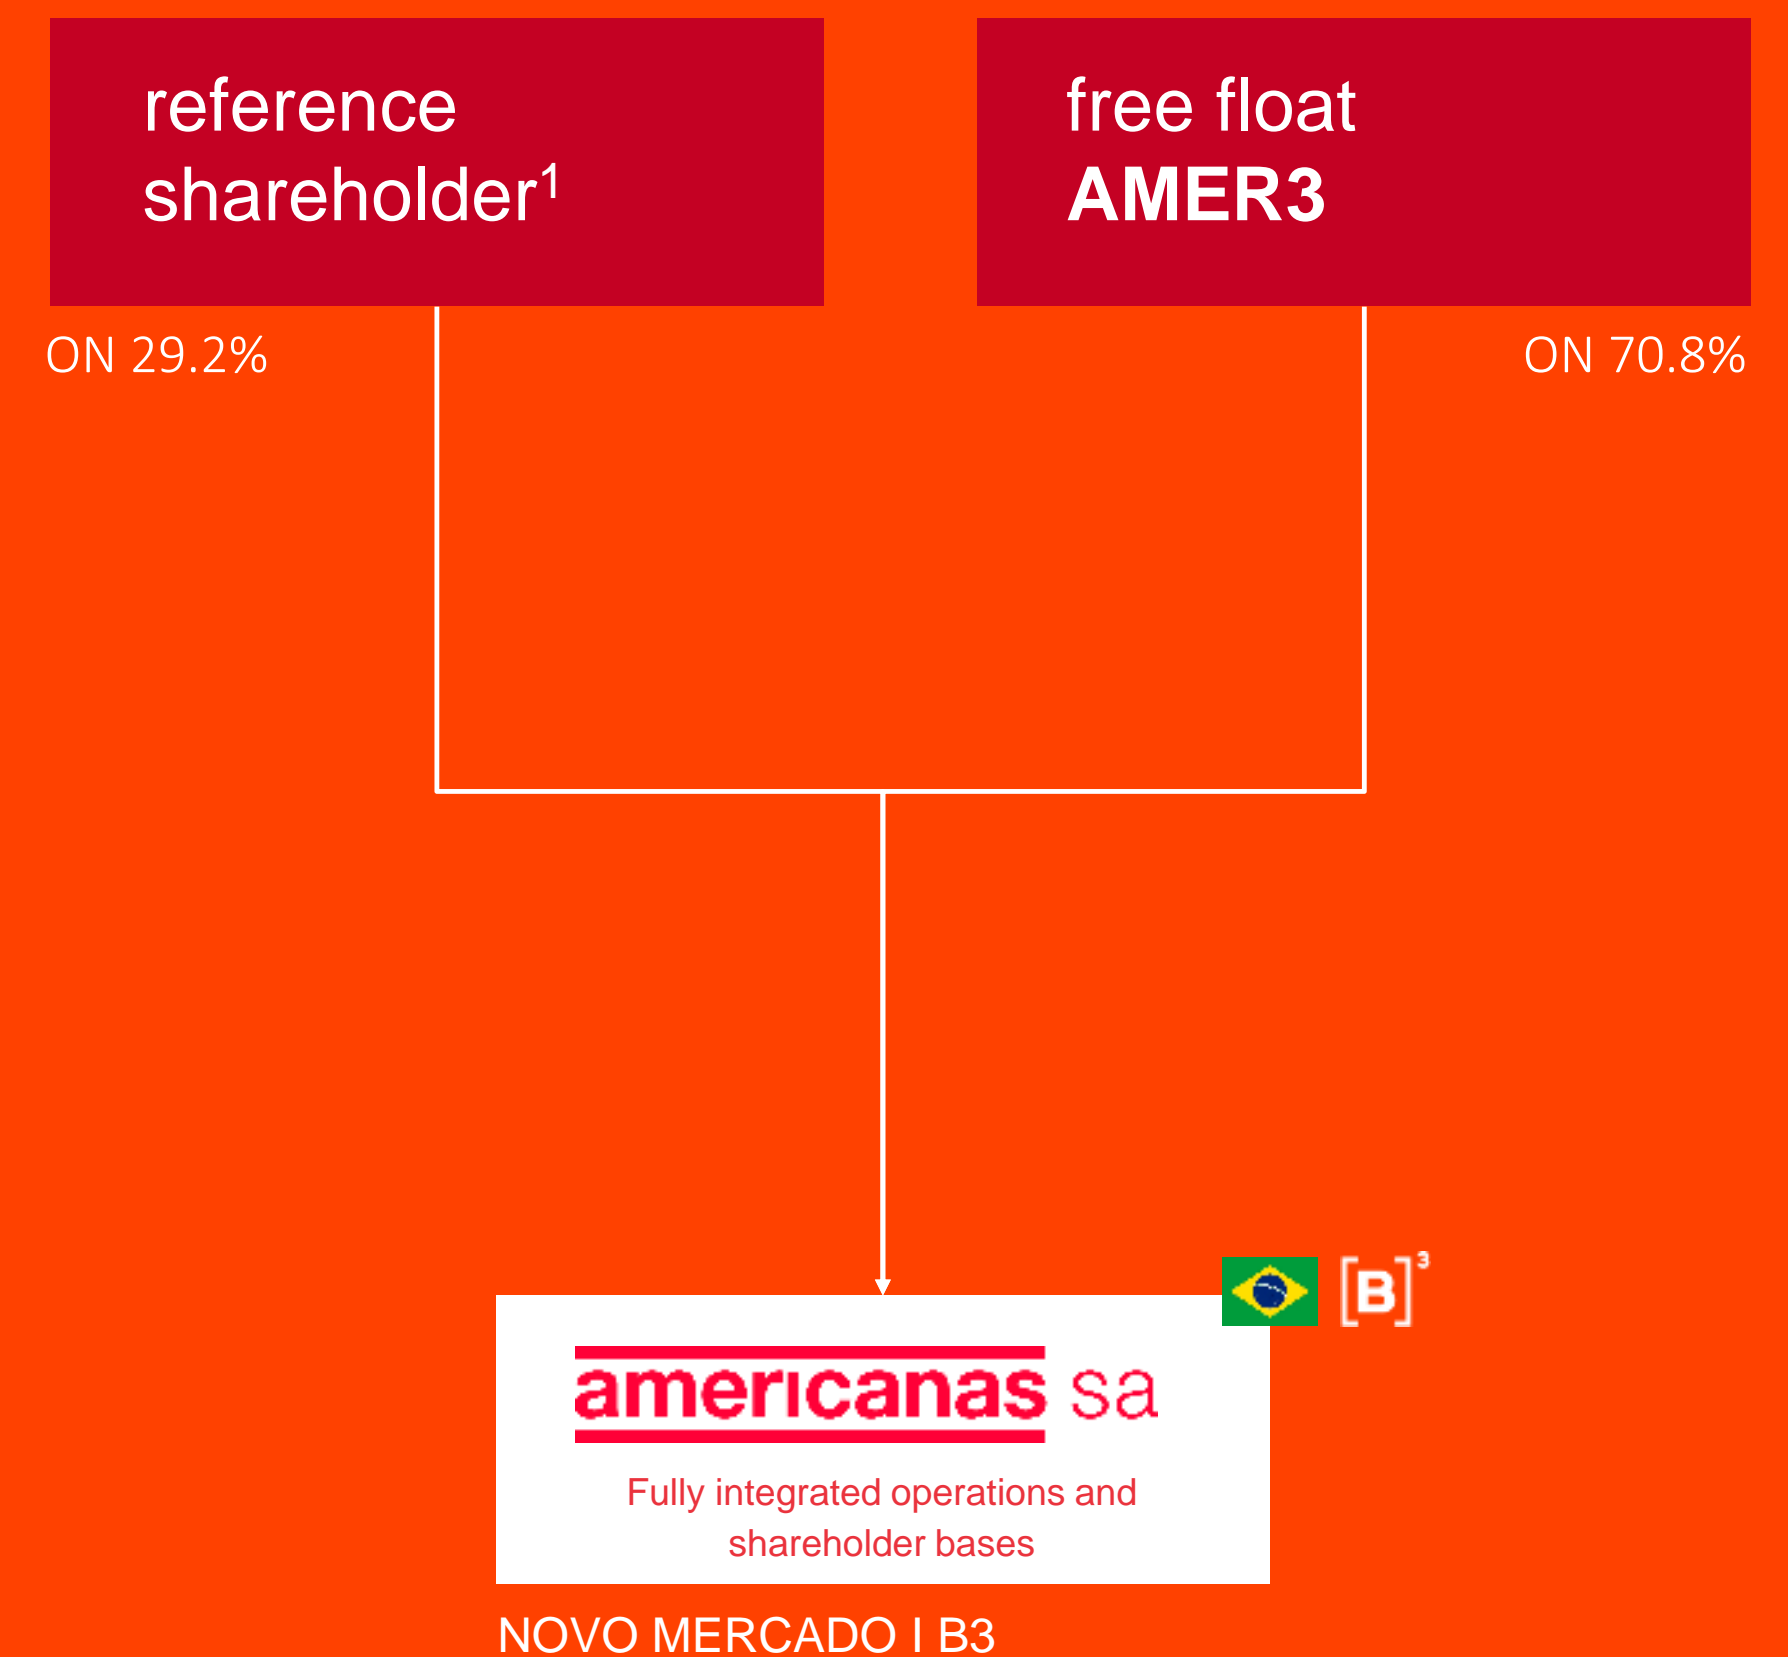 reference
shareholder¹
free float
AMER3
ON 29.2%
ON 70.8%
[B]³
americanas sa
Fully integrated operations and
shareholder bases
NOVO MERCADO I B3